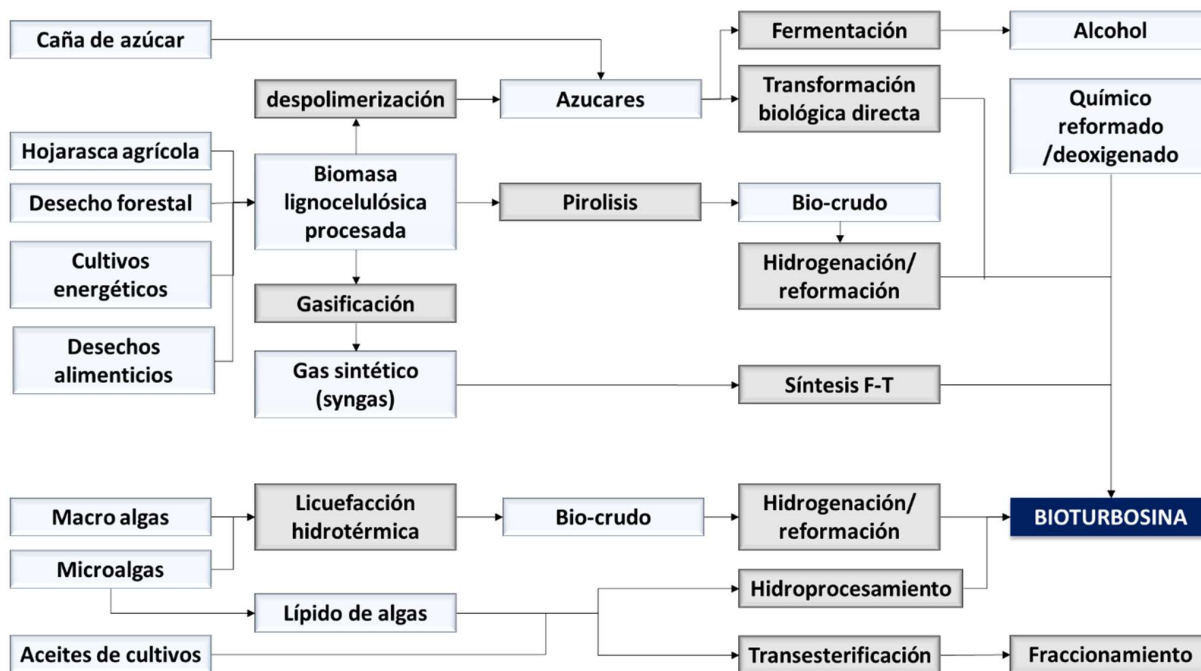 Caña de azúcar
Fermentación
Alcohol
despolimerización
Azucares
Transformación
biológica directa
Químico
reformado
/deoxigenado
Hojarasca agrícola
Desecho forestal
Cultivos
energéticos
Desechos
alimenticios
Biomasa
lignocelulósica
procesada
Pirolisis
Bio-crudo
Hidrogenación/
reformación
Gasificación
Gas sintético
(syngas)
Síntesis F-T
Macro algas
Microalgas
Licuefacción
hidrotérmica
Bio-crudo
Hidrogenación/
reformación
BIOTURBOSINA
Hidroprocesamiento
Lípido de algas
Aceites de cultivos
Transesterificación
Fraccionamiento